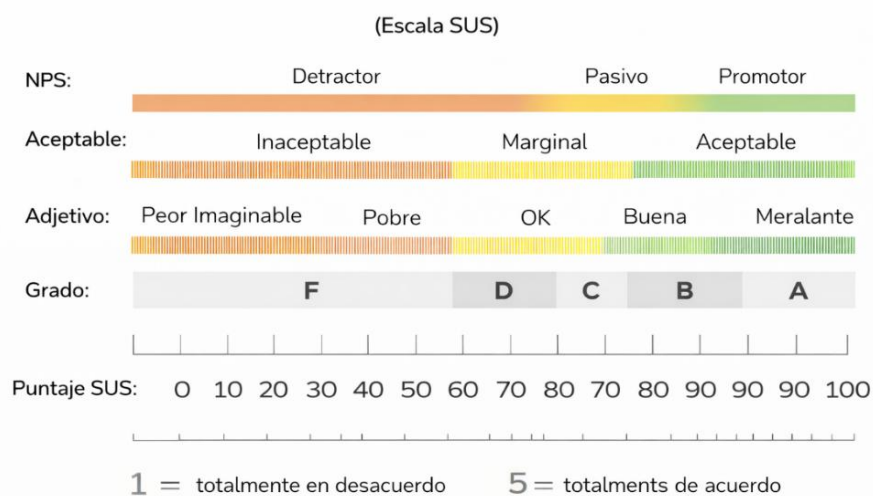 (Escala SUS)
NPS: Detractor Pasivo Promotor
Aceptable: Inaceptable Marginal Aceptable
Adjetivo: Peor Imaginable Pobre OK Buena Meralante
Grado: F D C B A
Puntaje SUS: 0 10 20 30 40 50 60 70 80 70 80 90 90 90 100
1 = totalmente en desacuerdo 5 = totalments de acuerdo